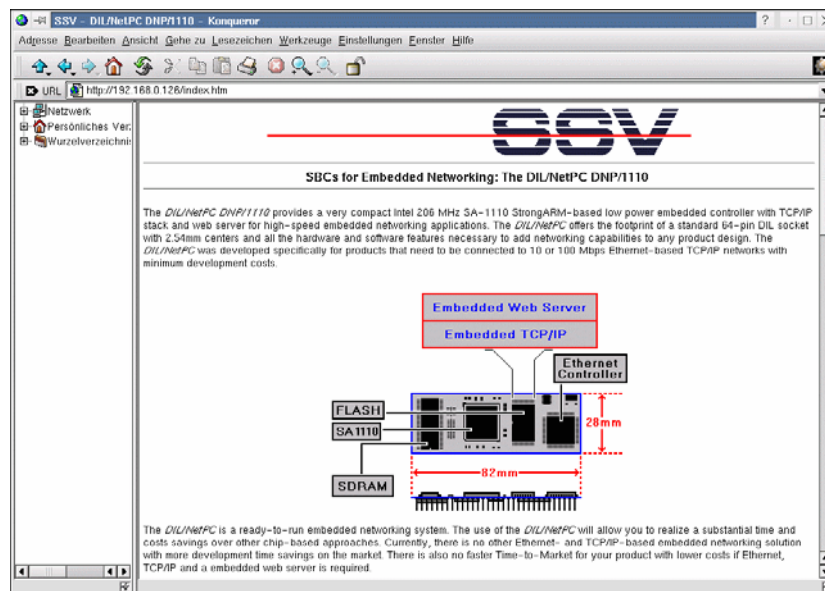 SSV - DIL/NetPC DNP/1110 - Konqueror
Adresse Bearbeiten Ansicht Gehe zu Lesezeichen Werkzeuge Einstellungen Fenster Hilfe
URL http://192.168.0.126/index.htm
Netzwerk
Persönliches Ver:
Wurzelverzeichni
SSV
SBCs for Embedded Networking: The DIL/NetPC DNP/1110
The DIL/NetPC DNP/1110 provides a very compact Intel 206 MHz SA-1110 StrongARM-based low power embedded controller with TCP/IP
stack and web server for high-speed embedded networking applications. The DIL/NetPC offers the footprint of a standard 64-pin DIL socket
with 2.54mm centers and all the hardware and software features necessary to add networking capabilities to any product design. The
DIL/NetPC was developed specifically for products that need to be connected to 10 or 100 Mbps Ethernet-based TCP/IP networks with
minimum development costs.
Embedded Web Server
Embedded TCP/IP
Ethernet
Controller
FLASH
SA1110
SDRAM
28mm
82mm
The DIL/NetPC is a ready-to-run embedded networking system. The use of the DIL/NetPC will allow you to realize a substantial time and
costs savings over other chip-based approaches. Currently, there is no other Ethernet- and TCP/IP-based embedded networking solution
with more development time savings on the market. There is also no faster Time-to-Market for your product with lower costs if Ethernet,
TCP/IP and a embedded web server is required.